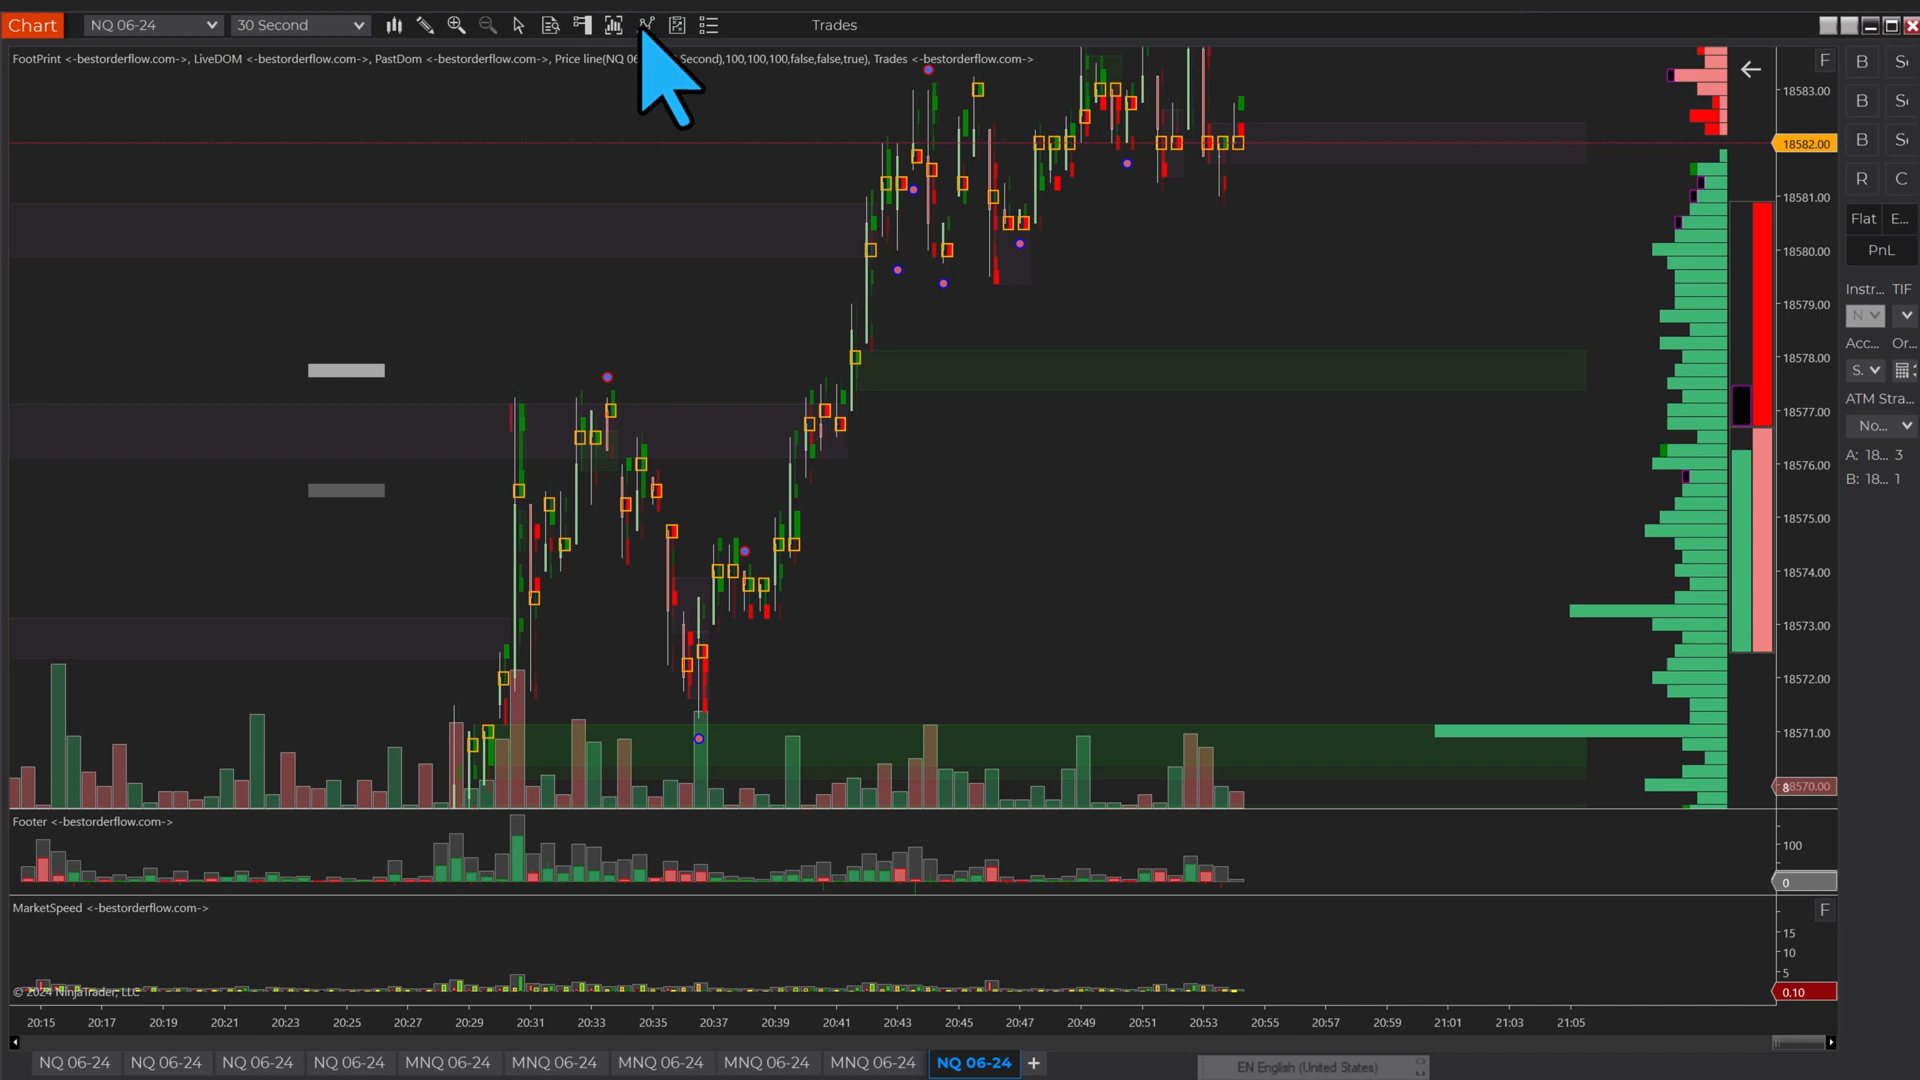 Chart NQ 06-24 30 Second Trades
FootPrint <-bestorderflow.com->, LiveDOM <-bestorderflow.com->, PastDom <-bestorderflow.com->, Price line(NQ 06 Second),100,100,100,false,false,true), Trades <-bestorderflow.com->
F
18583.00
18582.00
18581.00
18580.00
18579.00
18578.00
18577.00
18576.00
18575.00
18574.00
18573.00
18572.00
18571.00
18570.00
8
B
B
B
R C
Flat E...
PnL
Instr... TIF
N
Acc... Or...
S.
ATM Stra...
No...
A: 18... 3
B: 18... 1
Footer <-bestorderflow.com->
100
0
MarketSpeed <-bestorderflow.com->
F
15
10
5
0.10
© 2024 NinjaTrader, LLC
20:15 20:17 20:19 20:21 20:23 20:25 20:27 20:29 20:31 20:33 20:35 20:37 20:39 20:41 20:43 20:45 20:47 20:49 20:51 20:53 20:55 20:57 20:59 21:01 21:03 21:05
NQ 06-24 NQ 06-24 NQ 06-24 NQ 06-24 MNQ 06-24 MNQ 06-24 MNQ 06-24 MNQ 06-24 MNQ 06-24 NQ 06-24 +
EN English (United States)